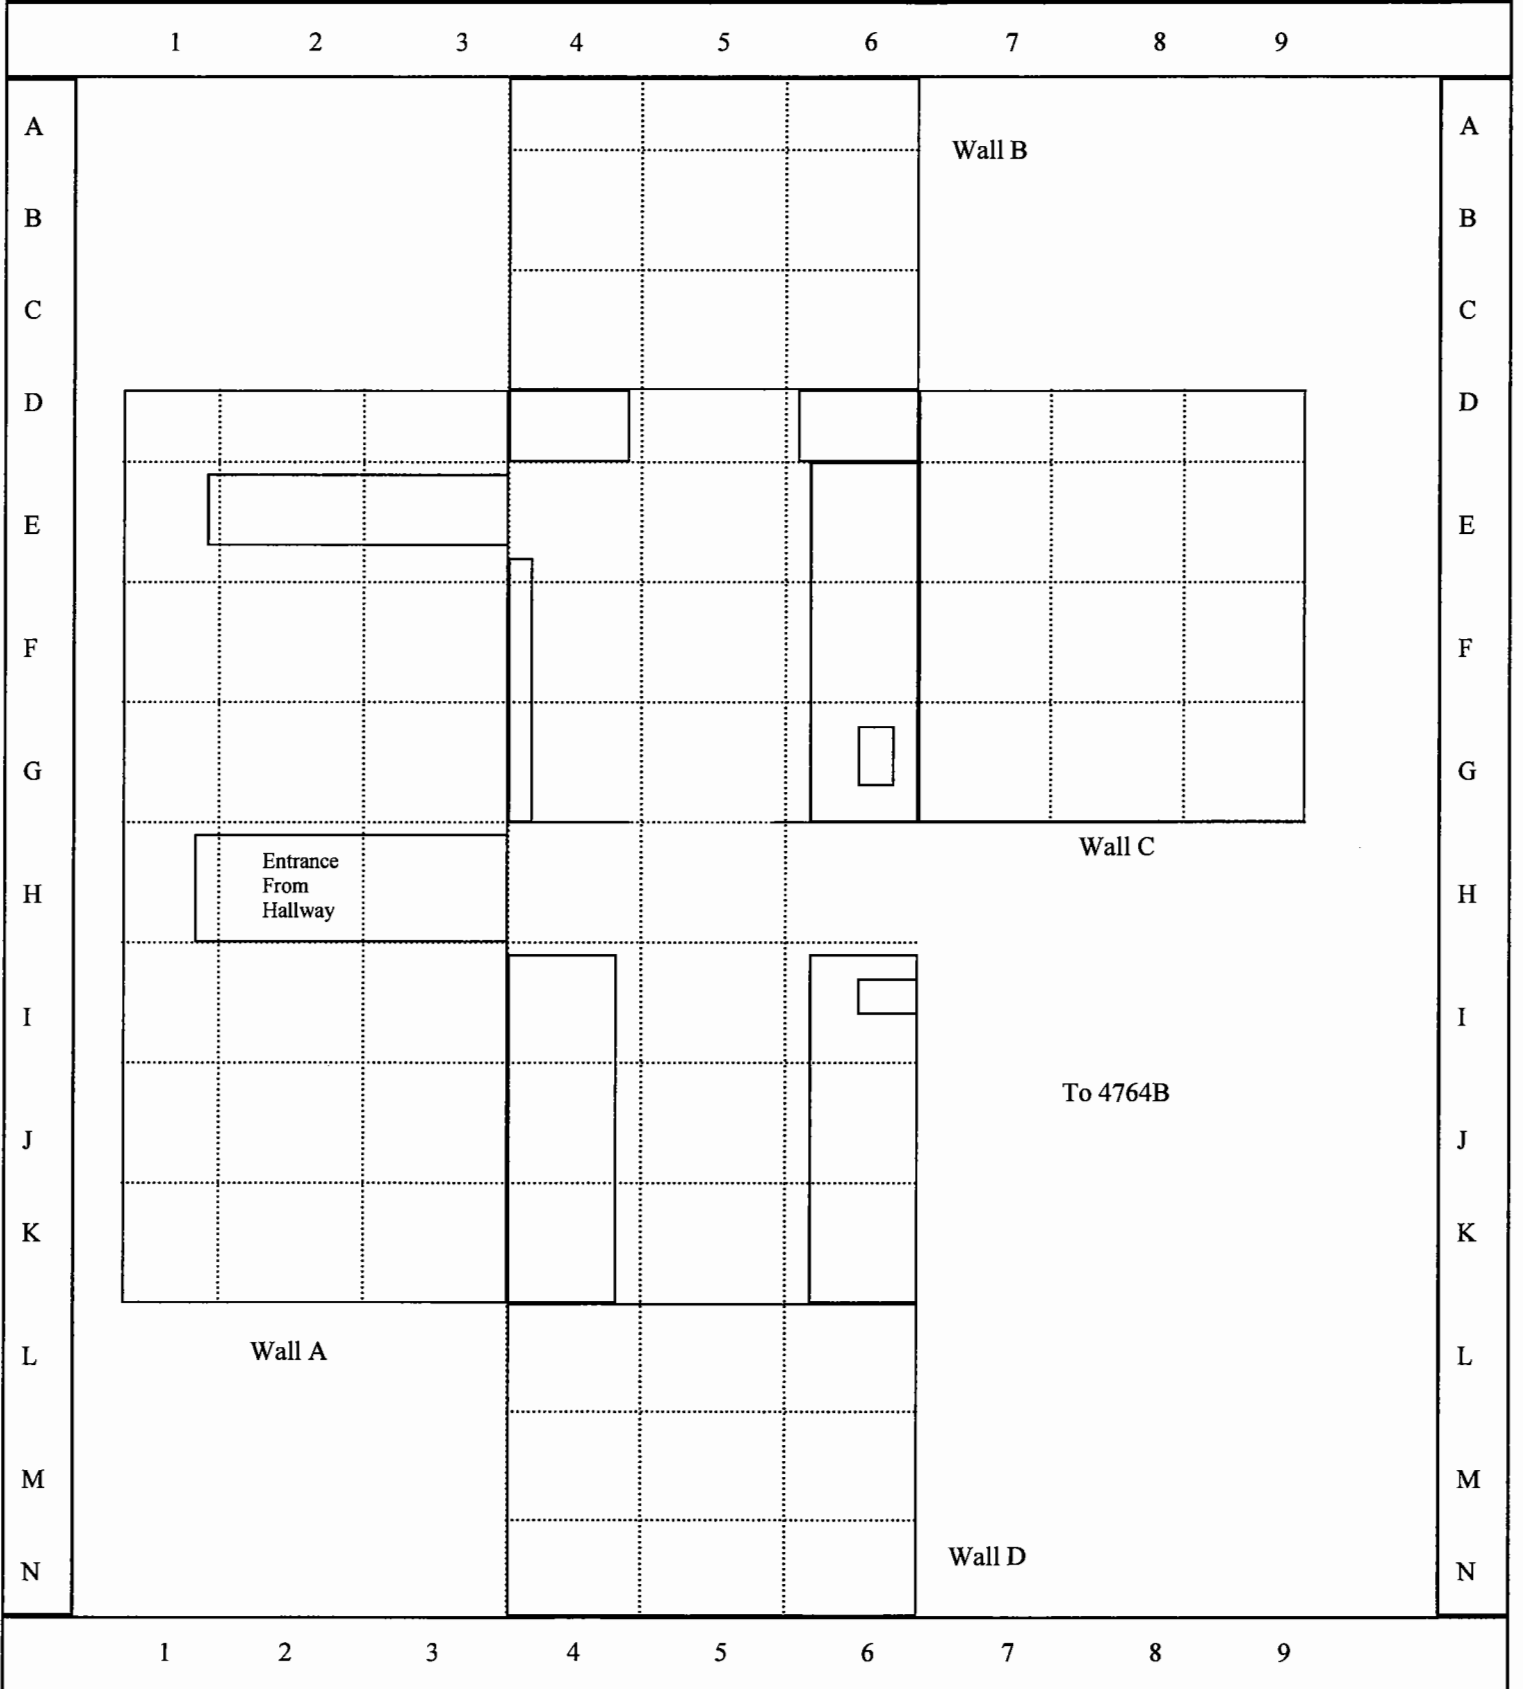 1 2 3 4 5 6 7 8 9
A A
Wall B
B B
C C
D D
E E
F F
G G
Wall C
Entrance
From
Hallway
H H
I I
To 4764B
J J
K K
Wall A
L L
M M
Wall D
N N
1 2 3 4 5 6 7 8 9